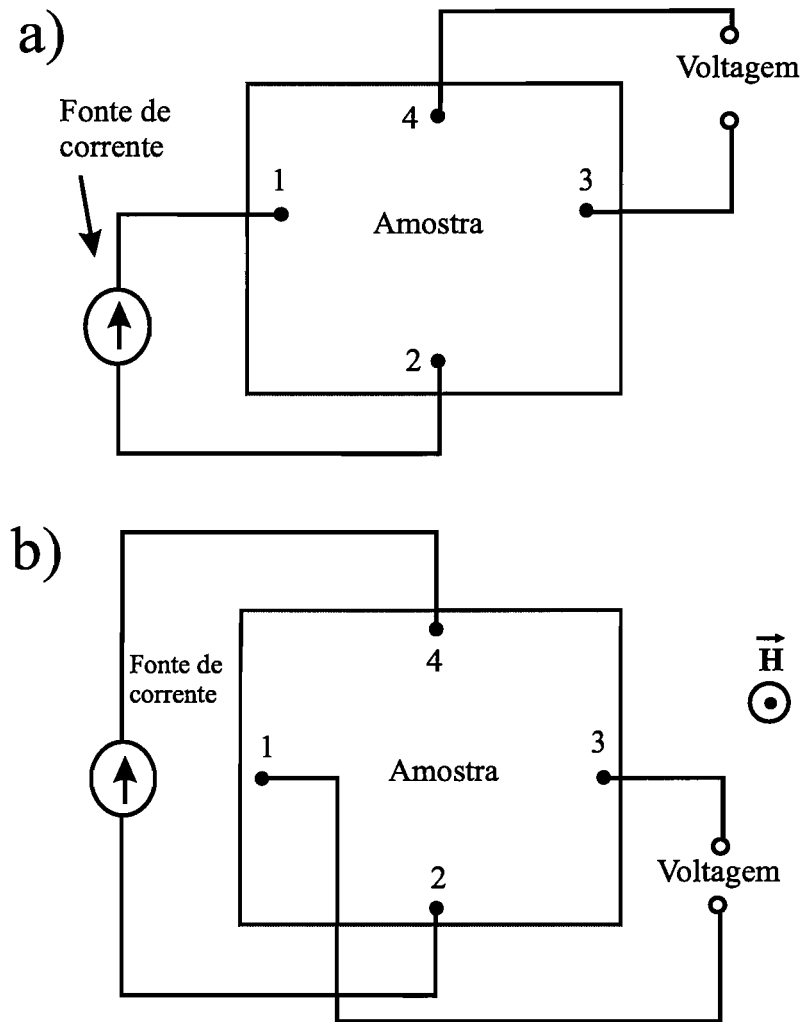 a)
Voltagem
Fonte de
corrente
4
1
3
Amostra
2
b)
4
Fonte de
corrente
H
1
3
Amostra
2
Voltagem